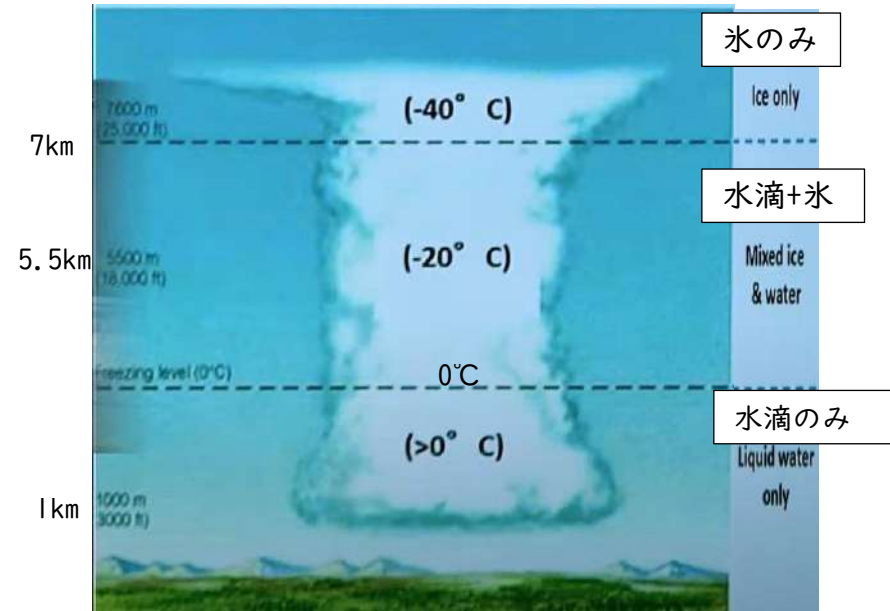 氷のみ
Ice only
(-40° C)
7600 m
(25,000 ft)
7km
水滴+氷
5.5km
5500 m
(18,000 ft)
(-20° C)
Mixed ice
& water
Freezing level (0°C)
0℃
水滴のみ
(>0° C)
Liquid water
only
1km
1000 m
3000 ft)